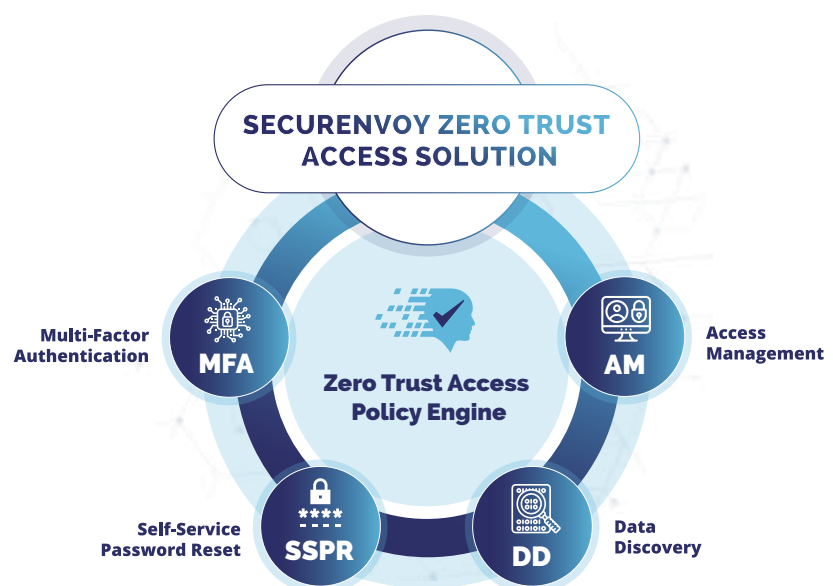 SECURENVOY ZERO TRUST
ACCESS SOLUTION
Multi-Factor
Authentication
MFA
Zero Trust Access
Policy Engine
AM
Access
Management
Self-Service
Password Reset
****
SSPR
DD
Data
Discovery